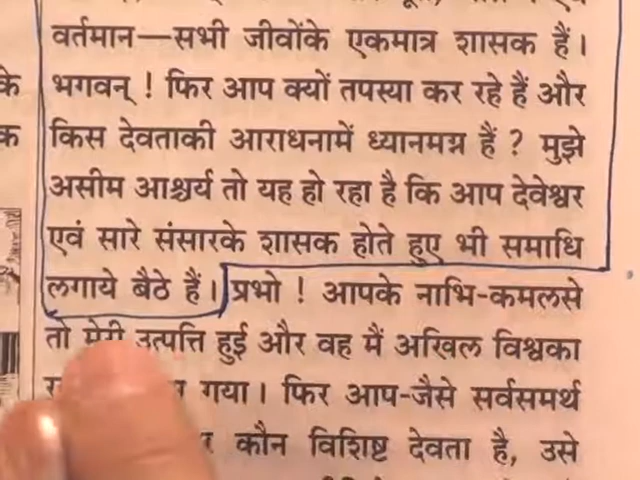 वर्तमान—सभी जीवोंके एकमात्र शासक हैं।
भगवन् ! फिर आप क्यों तपस्या कर रहे हैं और
किस देवताकी आराधनामें ध्यानमग्न हैं ? मुझे
असीम आश्चर्य तो यह हो रहा है कि आप देवेश्वर
एवं सारे संसारके शासक होते हुए भी समाधि
लगाये बैठे हैं। प्रभो ! आपके नाभि-कमलसे
तो मेरी उत्पत्ति हुई और वह मैं अखिल विश्वका
गया। फिर आप-जैसे सर्वसमर्थ
कौन विशिष्ट देवता है, उसे